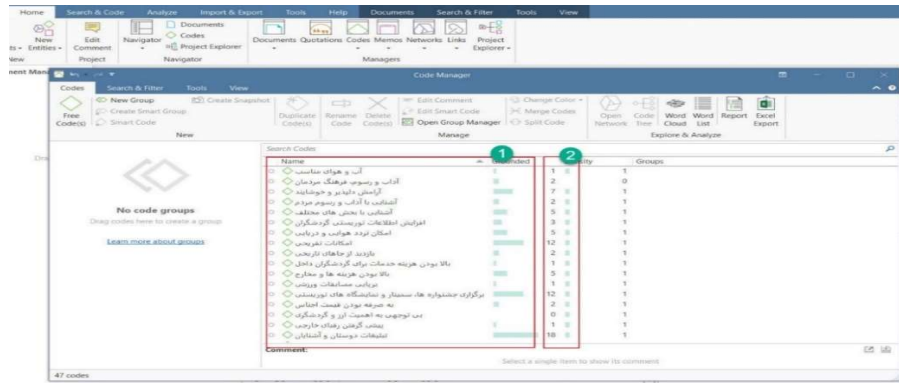 Home Search & Code Analyze Import & Export Tools Help Documents Search & Filter Tools View
New Entities
Edit Comment
Navigator
Documents
Codes
Project Explorer
Documents Quotations Codes Memos Networks Links Project Explorer
New Project Navigator Managers
Code Manager
Codes Search & Filter Tools View
Free Code(s)
New Group
Create Smart Group
Smart Code
Create Snapshot
Duplicate Code(s)
Rename Code
Delete Code(s)
Edit Comment
Edit Smart Code
Open Group Manager
Change Color
Merge Codes
Split Code
Open Network
Code Tree
Word Cloud
Word List
Report
Excel Export
New Manage Explore & Analyze
Search Codes
1 2
Name Grounded Groups
آب و هوای مناسب 1 1
آداب و رسوم، فرهنگ مردمان 2 0
آرامش دلپذیر و خوشایند 7 1
آشنایی با آداب و رسوم مردم 2 1
آشنایی با بخش های مختلف 5 1
افزایش اطلاعات توریستی گردشگران 3 1
امکان تردد هوایی و دریایی 5 1
امکانات تفریحی 12 1
بازدید از جاهای تاریخی 2 1
بالا بودن هزینه خدمات برای گردشگران داخل 1 1
بالا بودن هزینه ها و مخارج 5 1
برپایی مسابقات ورزشی 1 1
برگزاری جشنواره ها، سمینار و نمایشگاه های توریستی 12 1
به صرفه بودن قیمت اجناس 2 1
بی توجهی به اهمیت ارز و گردشگری 0 1
پیشی گرفتن رقبای خارجی 1 1
تبلیغات دوستان و آشنایان 18 1
No code groups
Drag codes here to create a group
Learn more about groups
Comment:
Select a single item to show its comment
47 codes